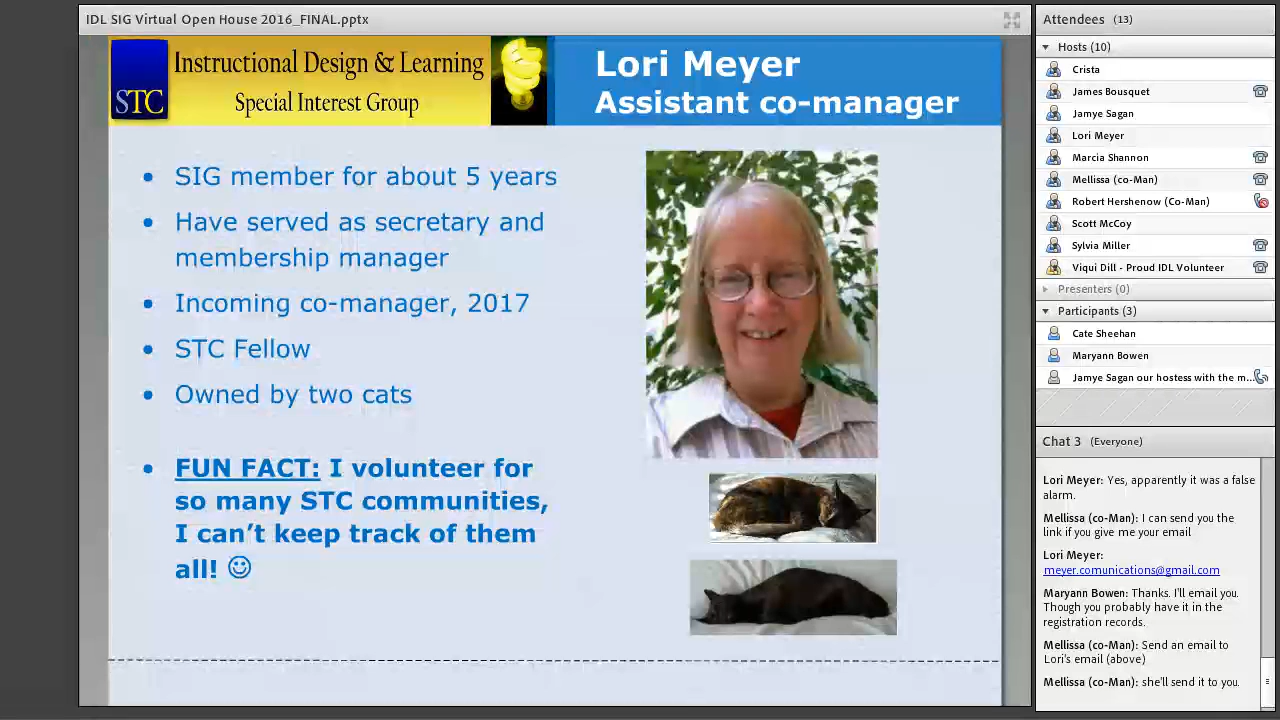 IDL SIG Virtual Open House 2016_FINAL.pptx
STC
Instructional Design & Learning
Special Interest Group
Lori Meyer
Assistant co-manager
• SIG member for about 5 years
• Have served as secretary and
membership manager
• Incoming co-manager, 2017
• STC Fellow
• Owned by two cats
• FUN FACT: I volunteer for
so many STC communities,
I can’t keep track of them
all! ☺
Attendees (13)
Hosts (10)
Crista
James Bousquet
Jamye Sagan
Lori Meyer
Marcia Shannon
Mellissa (co-Man)
Robert Hershenow (Co-Man)
Scott McCoy
Sylvia Miller
Viqui Dill - Proud IDL Volunteer
Presenters (0)
Participants (3)
Cate Sheehan
Maryann Bowen
Jamye Sagan our hostess with the m...
Chat 3 (Everyone)
Lori Meyer: Yes, apparently it was a false
alarm.
Mellissa (co-Man): I can send you the
link if you give me your email
Lori Meyer:
meyer.comunications@gmail.com
Maryann Bowen: Thanks. I'll email you.
Though you probably have it in the
registration records.
Mellissa (co-Man): Send an email to
Lori's email (above)
Mellissa (co-Man): she'll send it to you.